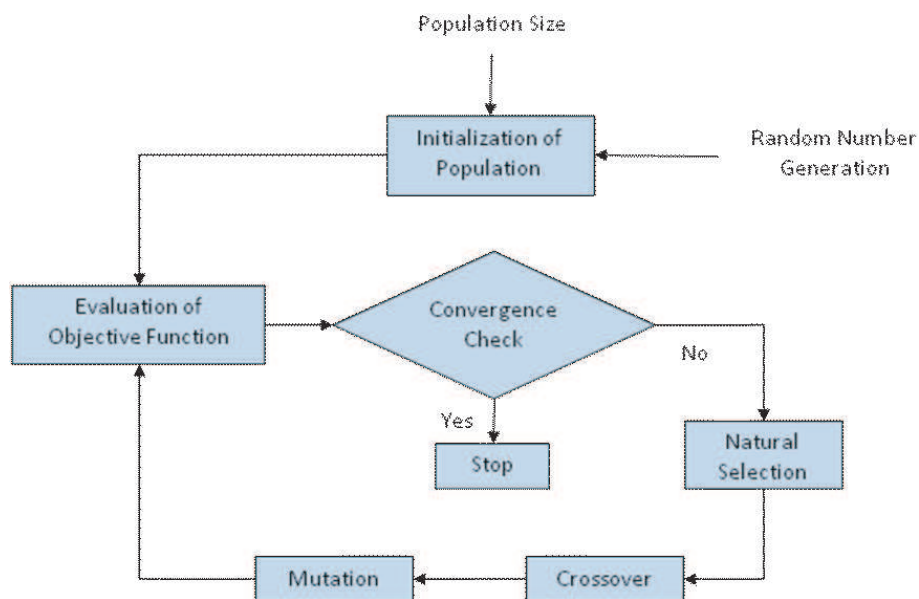 Population Size
Initialization of
Population
Random Number
Generation
Evaluation of
Objective Function
Convergence
Check
No
Yes
Stop
Natural
Selection
Mutation
Crossover